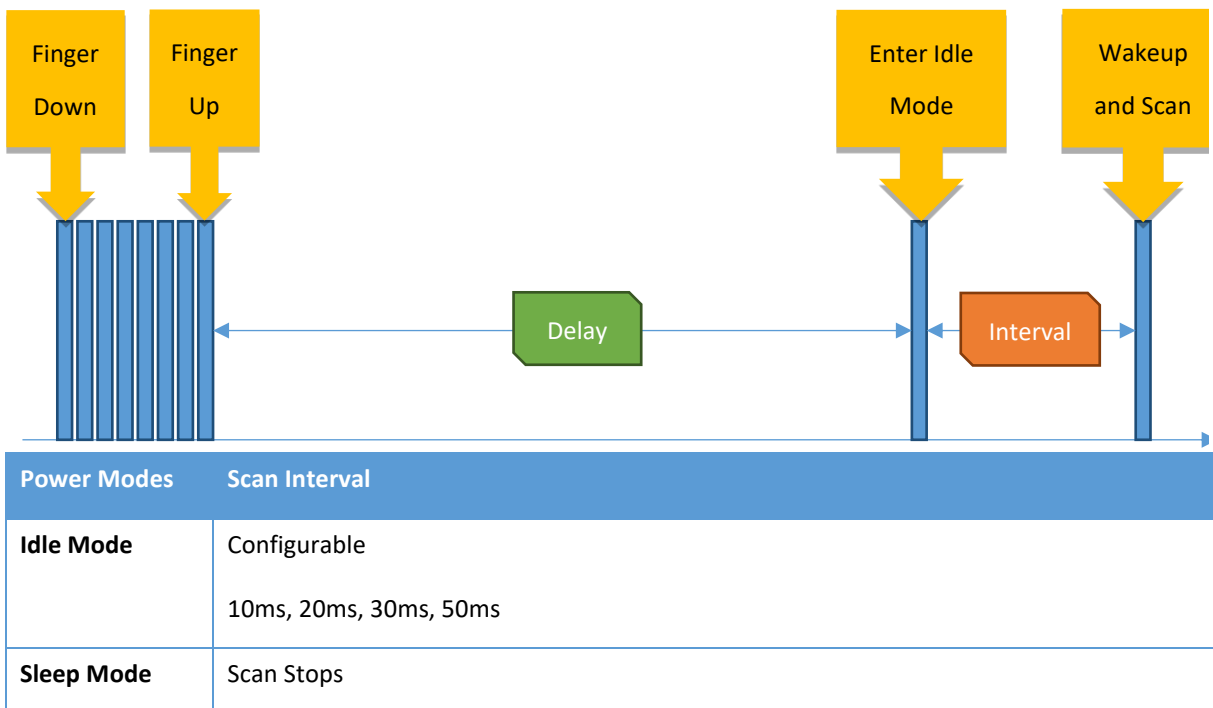 Finger
Down
Finger
Up
Enter Idle
Mode
Wakeup
and Scan
Delay
Interval
Power Modes Scan Interval
Idle Mode Configurable
10ms, 20ms, 30ms, 50ms
Sleep Mode Scan Stops